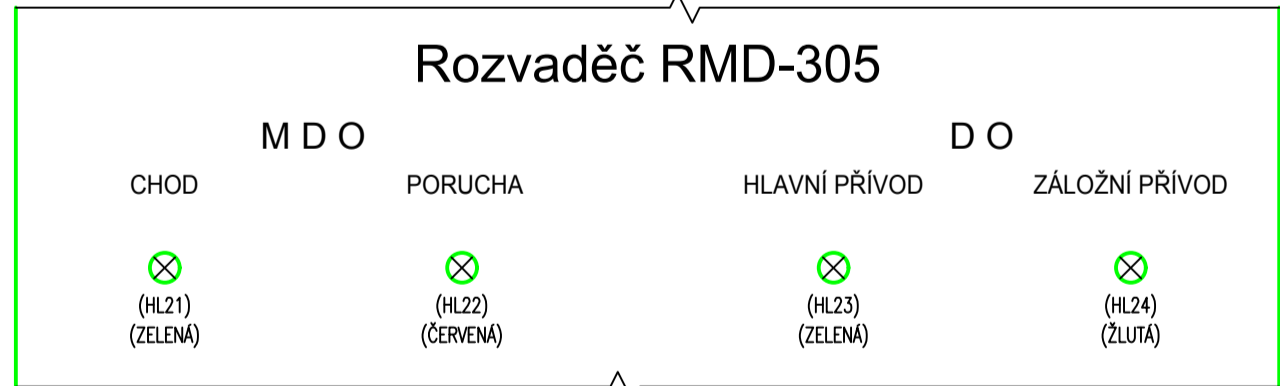 Rozvaděč RMD-305
M D O
D O
CHOD
PORUCHA
HLAVNÍ PŘÍVOD
ZÁLOŽNÍ PŘÍVOD
(HL21)
(ZELENÁ)
(HL22)
(ČERVENÁ)
(HL23)
(ZELENÁ)
(HL24)
(ŽLUTÁ)